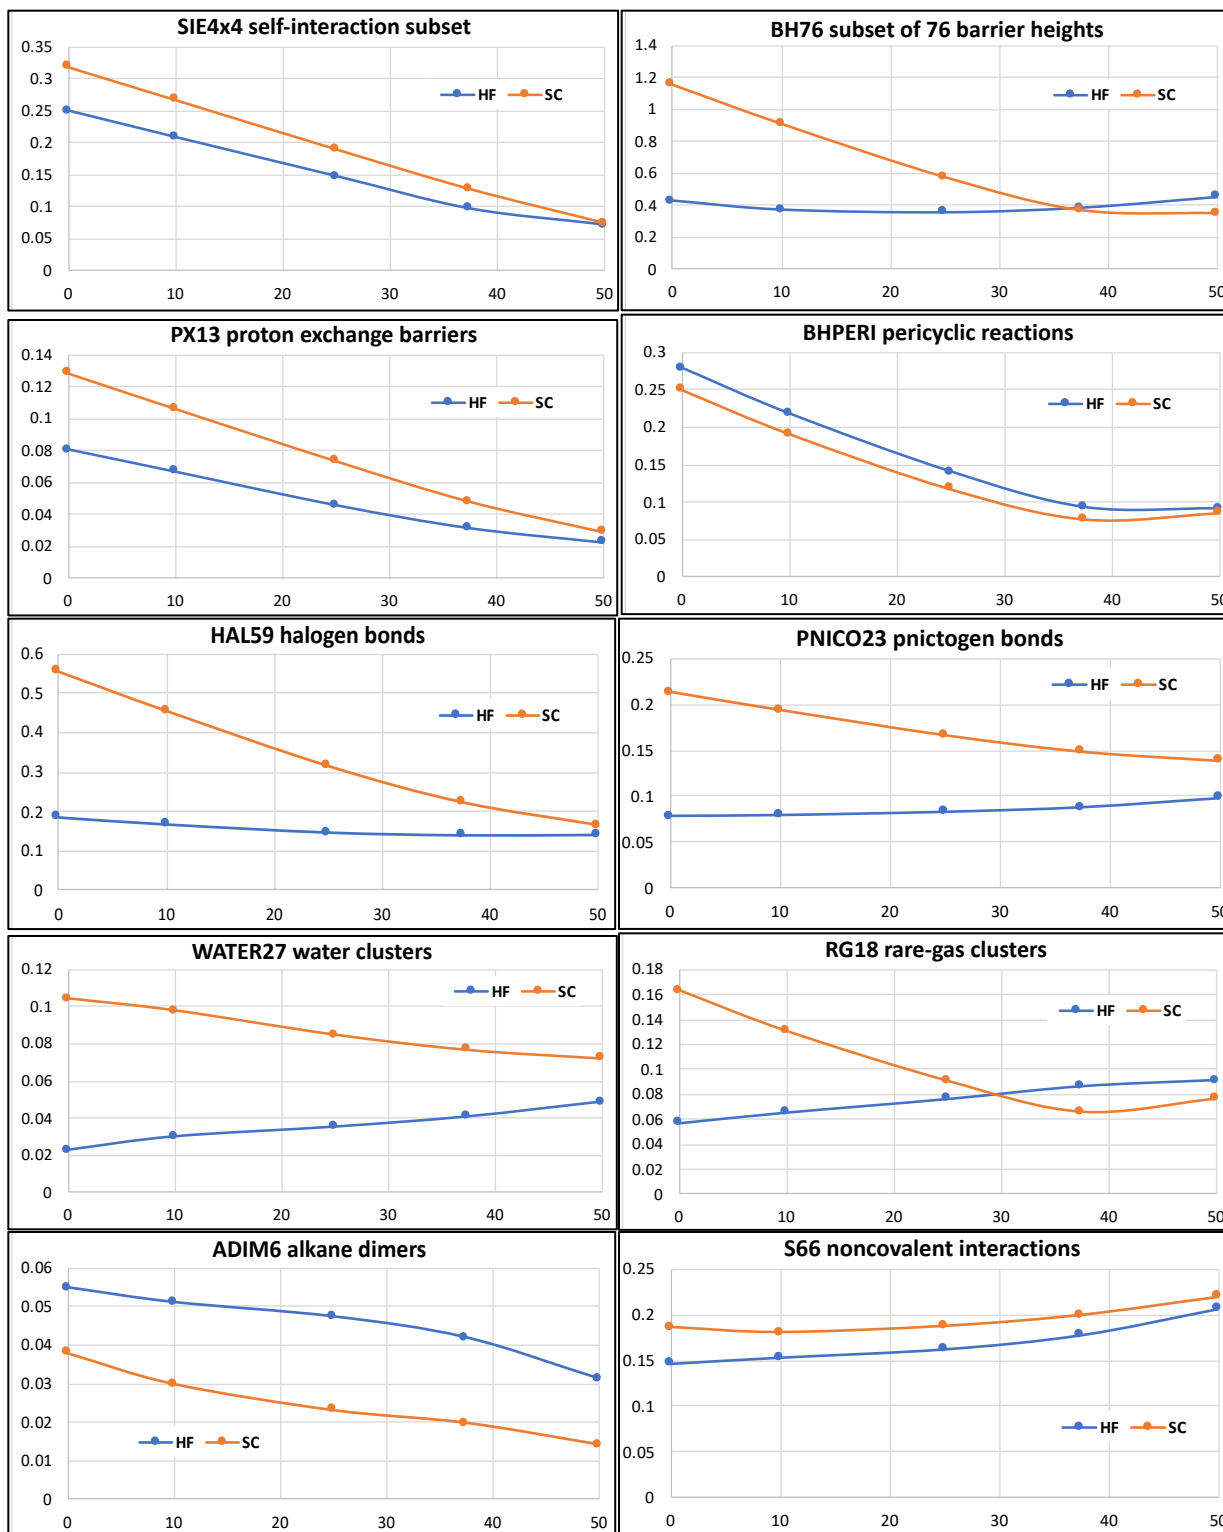 SIE4x4 self-interaction subset
0.35
0.3
0.25
0.2
0.15
0.1
0.05
0
HF SC
0 10 20 30 40 50
BH76 subset of 76 barrier heights
1.4
1.2
1
0.8
0.6
0.4
0.2
0
HF SC
0 10 20 30 40 50
PX13 proton exchange barriers
0.14
0.12
0.1
0.08
0.06
0.04
0.02
0
HF SC
0 10 20 30 40 50
BHPERI pericyclic reactions
0.3
0.25
0.2
0.15
0.1
0.05
0
HF SC
0 10 20 30 40 50
HAL59 halogen bonds
0.6
0.5
0.4
0.3
0.2
0.1
0
HF SC
0 10 20 30 40 50
PNICO23 pnictogen bonds
0.25
0.2
0.15
0.1
0.05
0
HF SC
0 10 20 30 40 50
WATER27 water clusters
0.12
0.1
0.08
0.06
0.04
0.02
0
HF SC
0 10 20 30 40 50
RG18 rare-gas clusters
0.18
0.16
0.14
0.12
0.1
0.08
0.06
0.04
0.02
0
HF SC
0 10 20 30 40 50
ADIM6 alkane dimers
0.06
0.05
0.04
0.03
0.02
0.01
0
HF SC
0 10 20 30 40 50
S66 noncovalent interactions
0.25
0.2
0.15
0.1
0.05
0
HF SC
0 10 20 30 40 50